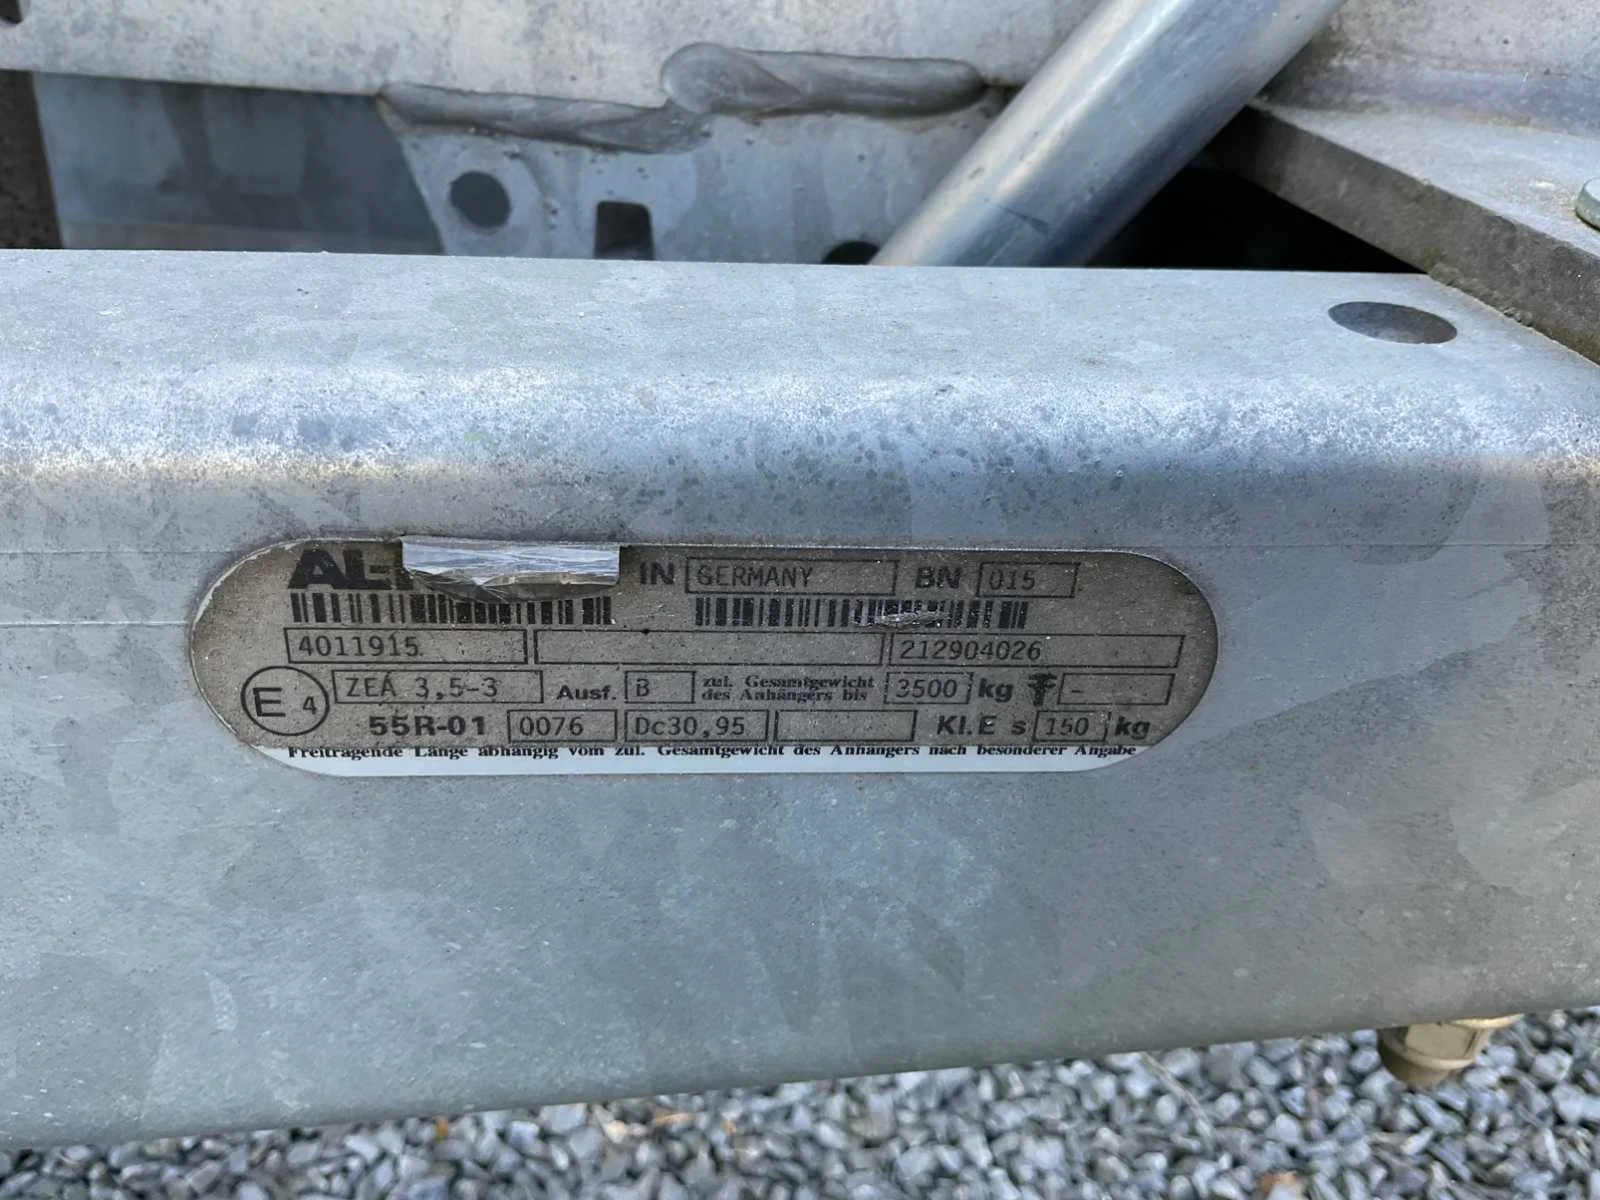 AL- IN GERMANY BN 015
4011915 212904026
E 4 ZEA 3,5-3 Ausf. B zul. Gesamtgewicht des Anhängers bis 3500 kg -
55R-01 0076 Dc30,95 Kl.E s 150 kg
Freitragende Länge abhängig vom zul. Gesamtgewicht des Anhängers nach besonderer Angabe